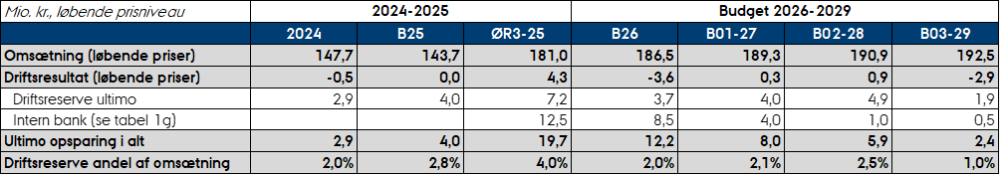 Mio. kr., løbende prisniveau 2024-2025 Budget 2026-2029
2024 B25 ØR3-25 B26 BO1-27 BO2-28 BO3-29
Omsætning (løbende priser) 147,7 143,7 181,0 186,5 189,3 190,9 192,5
Driftsresultat (løbende priser) -0,5 0,0 4,3 -3,6 0,3 0,9 -2,9
Driftsreserve ultimo 2,9 4,0 7,2 3,7 4,0 4,9 1,9
Intern bank (se tabel 1g) 12,5 8,5 4,0 1,0 0,5
Ultimo opsparing i alt 2,9 4,0 19,7 12,2 8,0 5,9 2,4
Driftsreserve andel af omsætning 2,0% 2,8% 4,0% 2,0% 2,1% 2,5% 1,0%